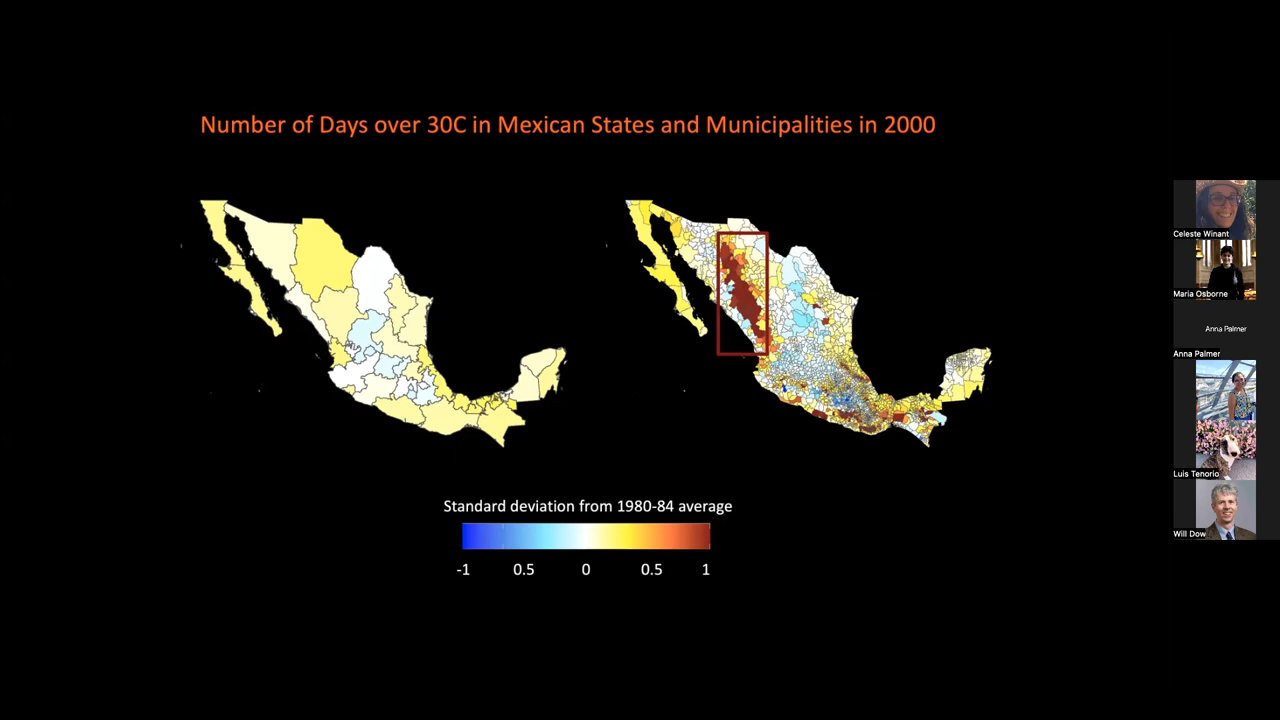 Number of Days over 30C in Mexican States and Municipalities in 2000
Standard deviation from 1980-84 average
-1 0.5 0 0.5 1
Celeste Winant
Maria Osborne
Anna Palmer
Anna Palmer
Luis Tenorio
Will Dow